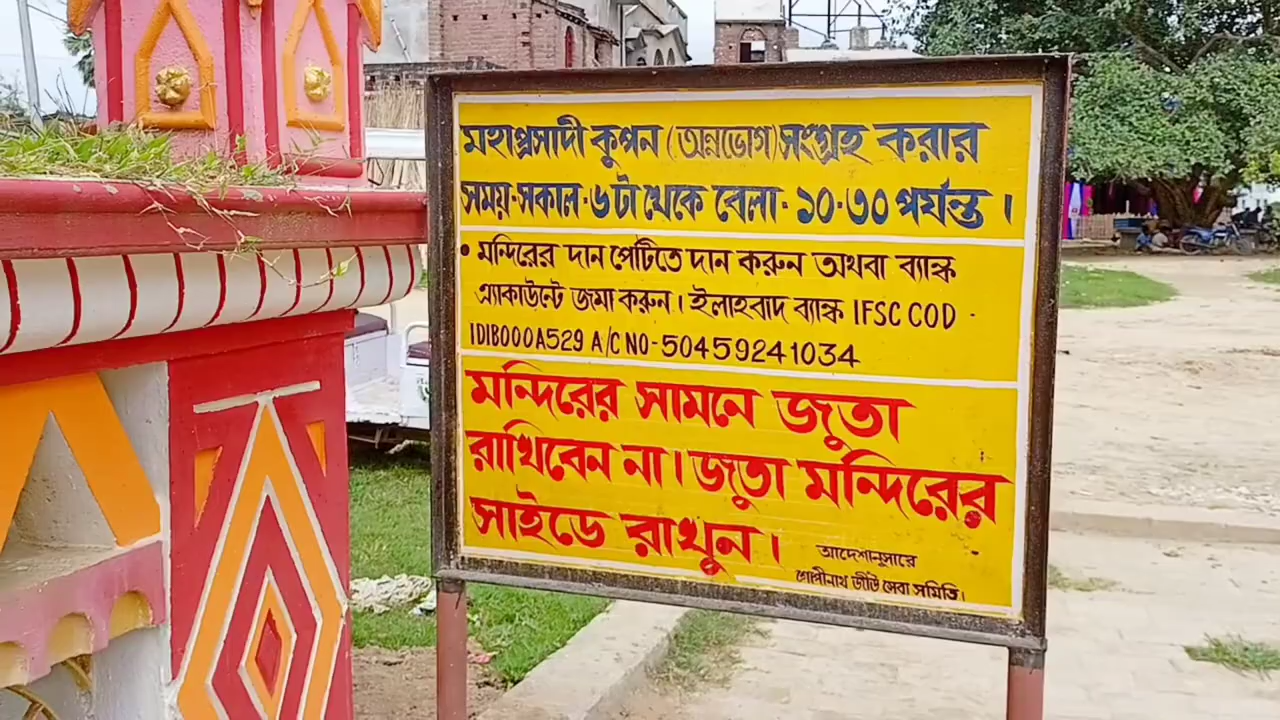 মহাপ্রসাদী কুপন (অন্নভোগ) সংগ্রহ করার
সময়-সকাল-৬টা থেকে বেলা- ১০-৩০ পর্যন্ত ।
• মন্দিরের দান পেটিতে দান করুন অথবা ব্যাঙ্ক
এ্যাকাউন্টে জমা করুন । ইলাহবাদ ব্যাঙ্ক IFSC COD -
IDIB000A529 A/C NO-50459241034
মন্দিরের সামনে জুতা
রাখিবেন না । জুতা মন্দিরের
সাইডে রাখুন ।
আদেশানুসারে
গোপীনাথ জীউ সেবা সমিতি ।